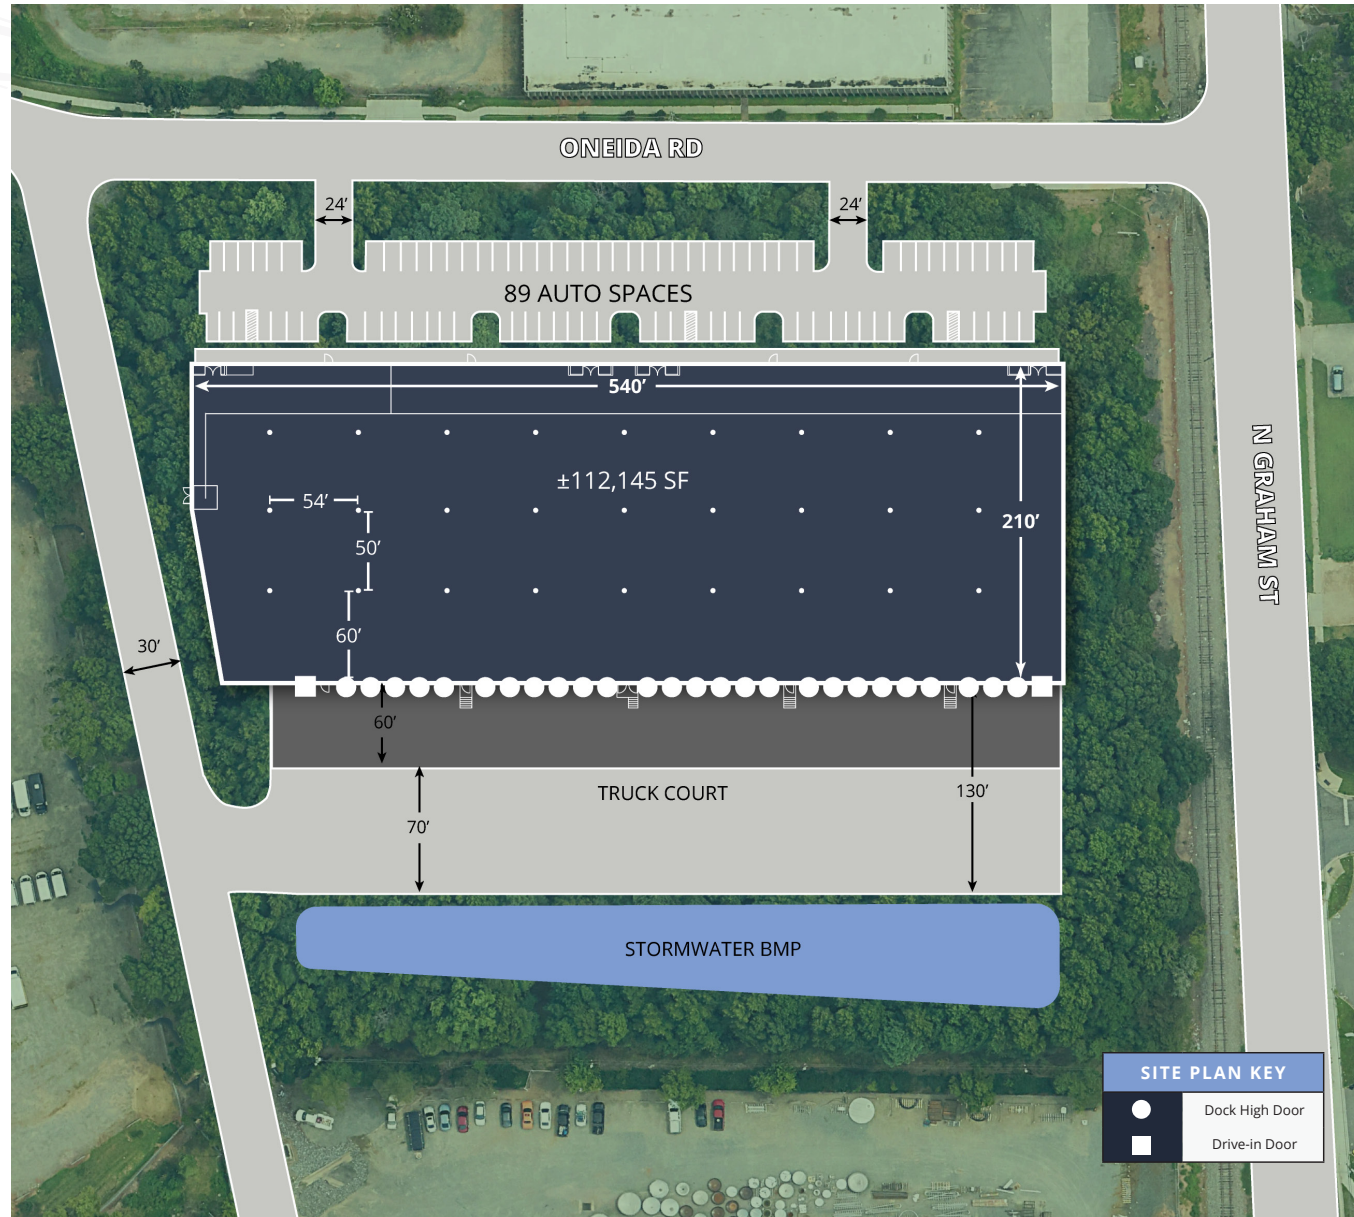 ONEIDA RD
24’
24’
89 AUTO SPACES
540’
±112,145 SF
54’
210’
50’
60’
N GRAHAM ST
30’
60’
TRUCK COURT
130’
70’
STORMWATER BMP
SITE PLAN KEY
Dock High Door
Drive-in Door